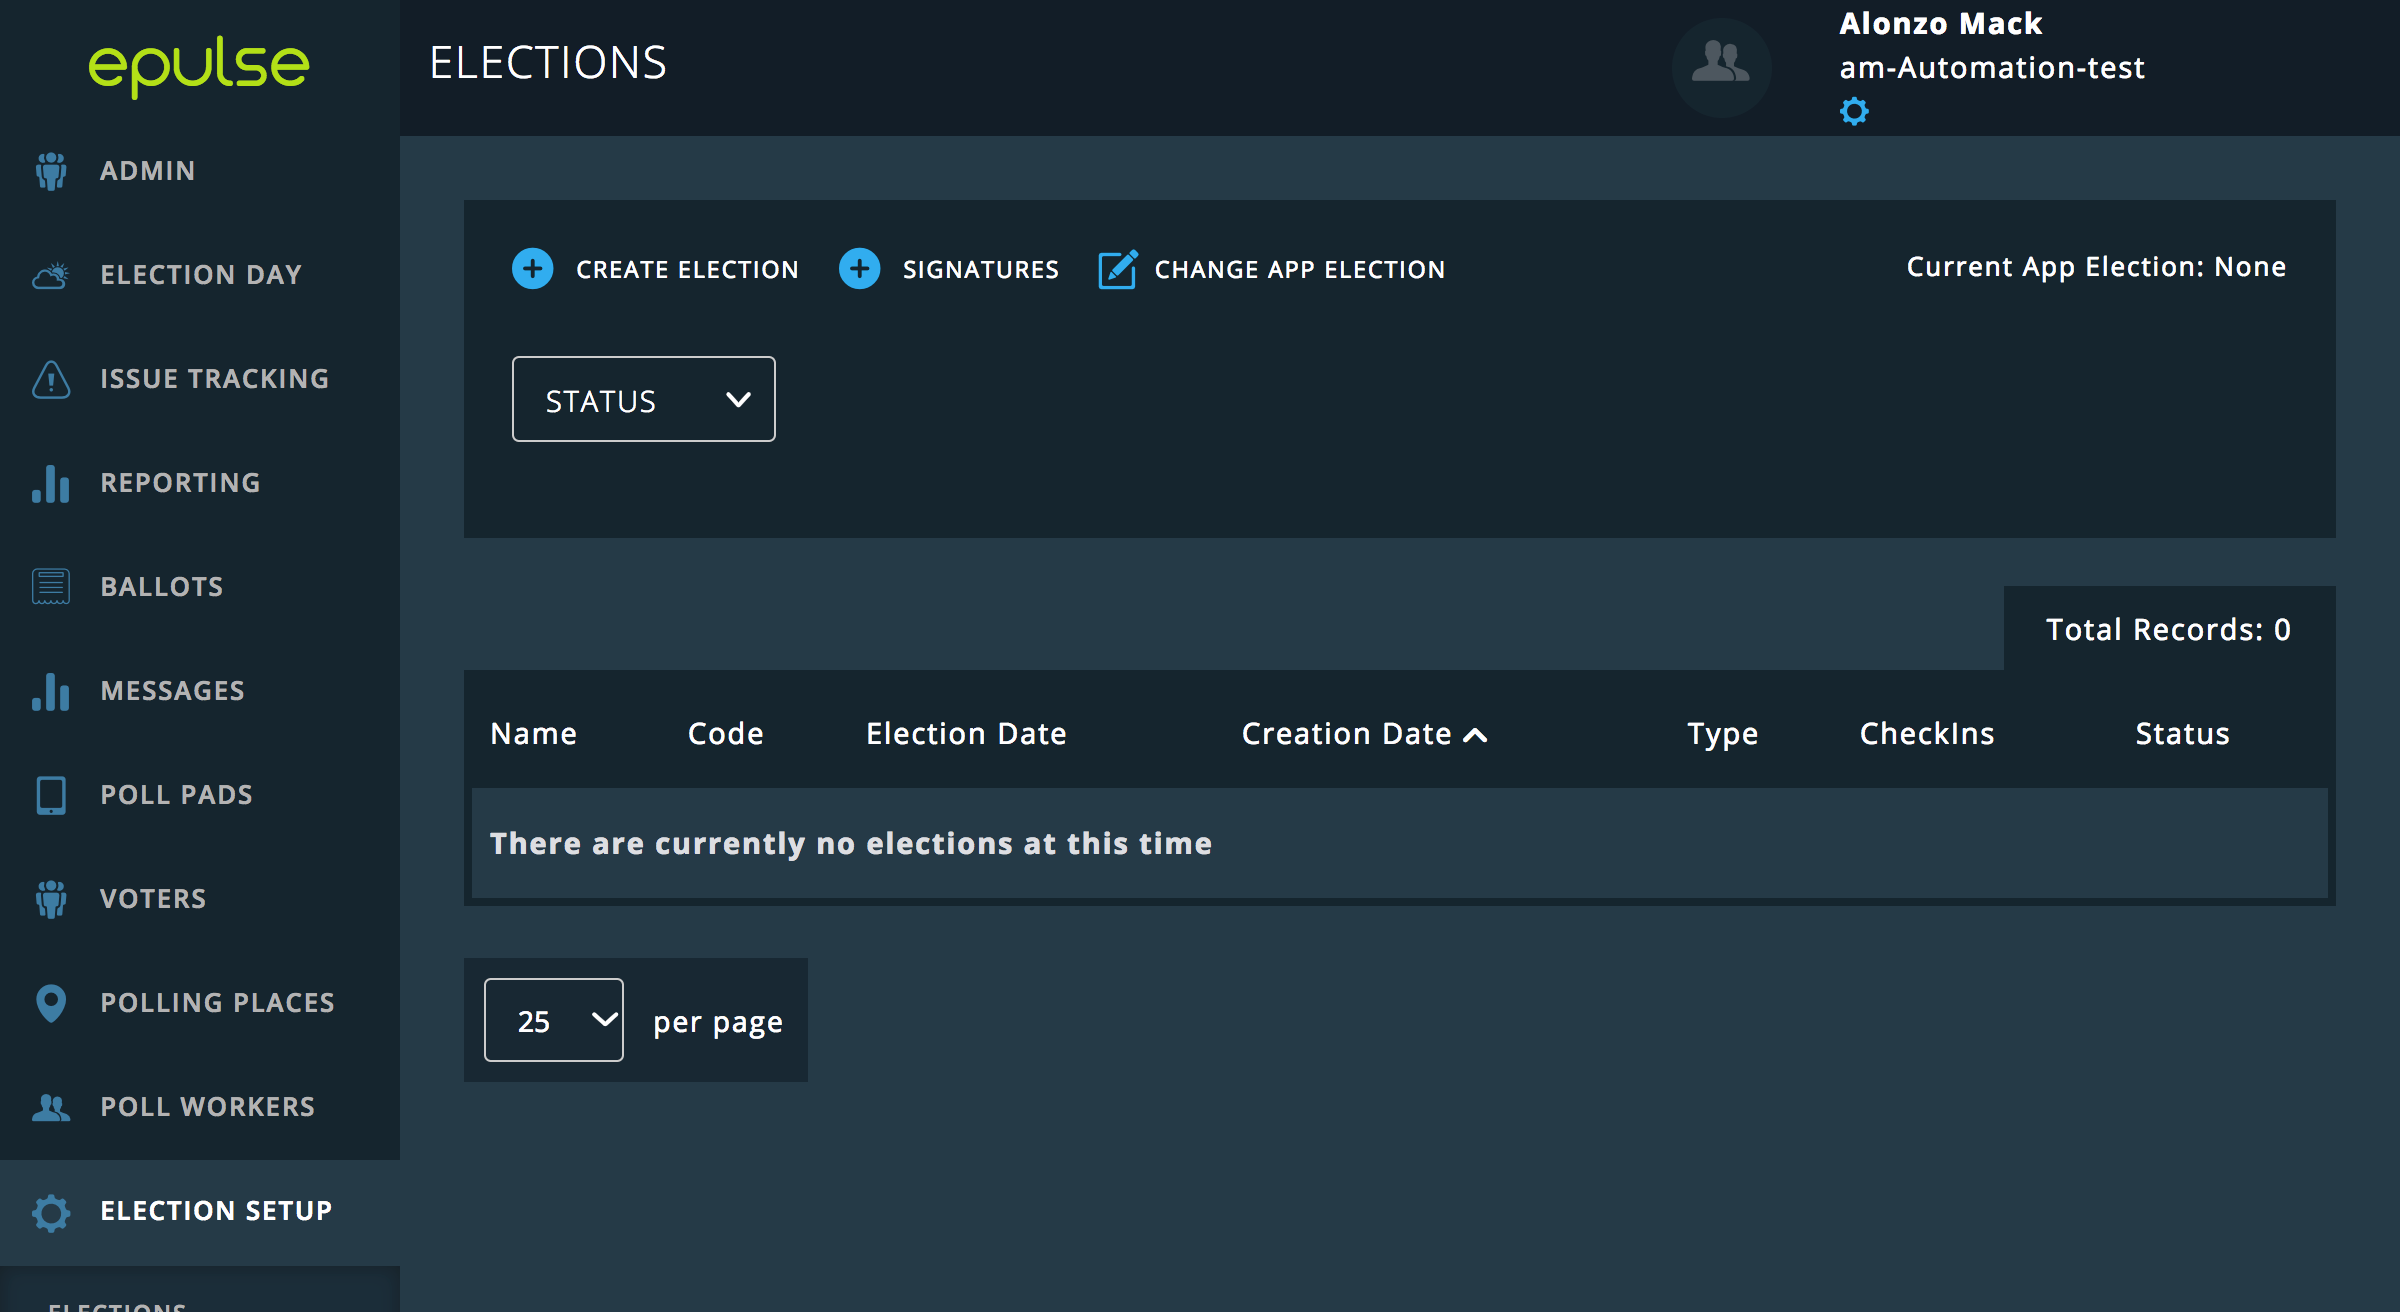 epulse
ELECTIONS
Alonzo Mack
am-Automation-test
ADMIN
ELECTION DAY
ISSUE TRACKING
REPORTING
BALLOTS
MESSAGES
POLL PADS
VOTERS
POLLING PLACES
POLL WORKERS
ELECTION SETUP
ELECTIONS
CREATE ELECTION SIGNATURES CHANGE APP ELECTION Current App Election: None
STATUS
Total Records: 0
Name Code Election Date Creation Date Type CheckIns Status
There are currently no elections at this time
25 per page